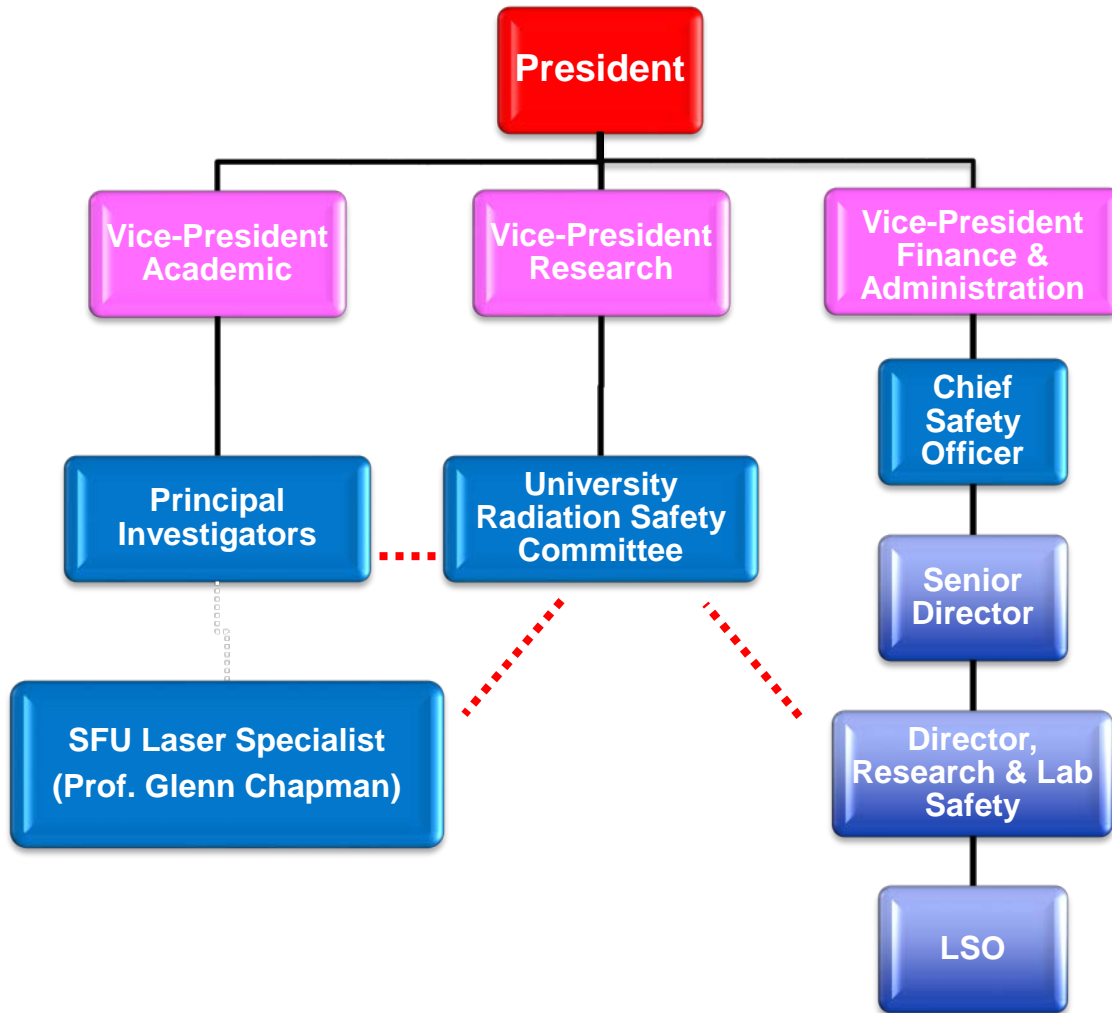 President
Vice-President
Academic
Vice-President
Research
Vice-President
Finance &
Administration
Chief
Safety
Officer
Principal
Investigators
University
Radiation Safety
Committee
Senior
Director
SFU Laser Specialist
(Prof. Glenn Chapman)
Director,
Research & Lab
Safety
LSO